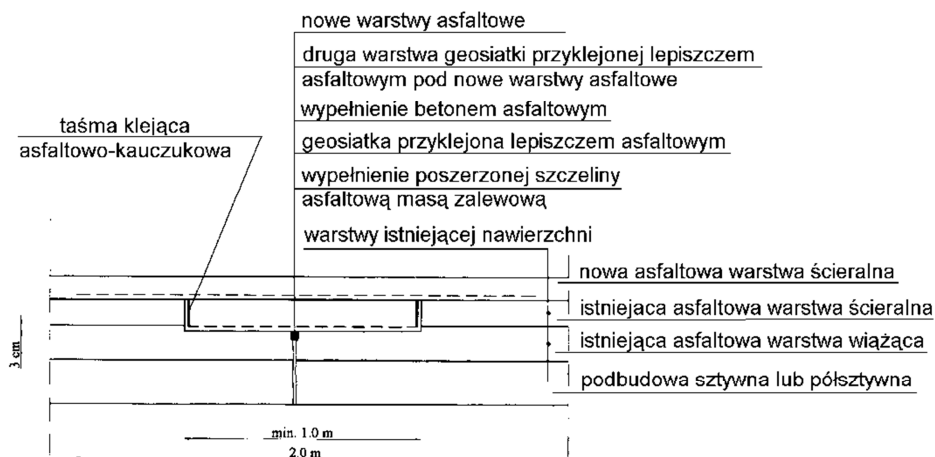 nowe warstwy asfaltowe
druga warstwa geosiatki przyklejonej lepiszczem
asfaltowym pod nowe warstwy asfaltowe
wypełnienie betonem asfaltowym
geosiatka przyklejona lepiszczem asfaltowym
wypełnienie poszerzonej szczeliny
asfaltową masą zalewową
warstwy istniejącej nawierzchni
taśma klejąca
asfaltowo-kauczukowa
nowa asfaltowa warstwa ścieralna
istniejaca asfaltowa warstwa ścieralna
istniejąca asfaltowa warstwa wiążąca
podbudowa sztywna lub półsztywna
3 cm
min. 1.0 m
2.0 m